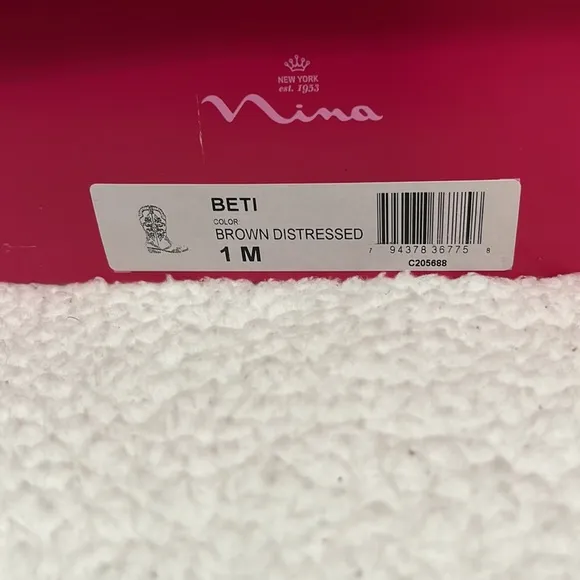 NEW YORK
est. 1953
Nina
BETI
COLOR
BROWN DISTRESSED
1 M
7 94378 36775 8
C205688